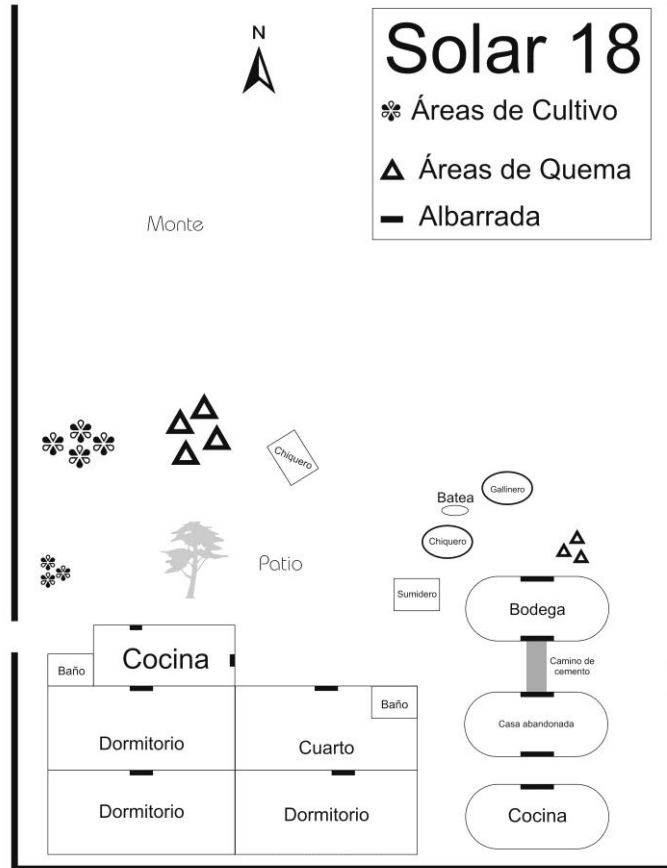 N
Solar 18
Áreas de Cultivo
Áreas de Quema
Albarrada
Monte
Chiquero
Gallinero
Batea
Chiquero
Patio
Sumidero
Bodega
Cocina
Baño
Camino de
cemento
Baño
Casa abandonada
Dormitorio
Cuarto
Dormitorio
Dormitorio
Cocina